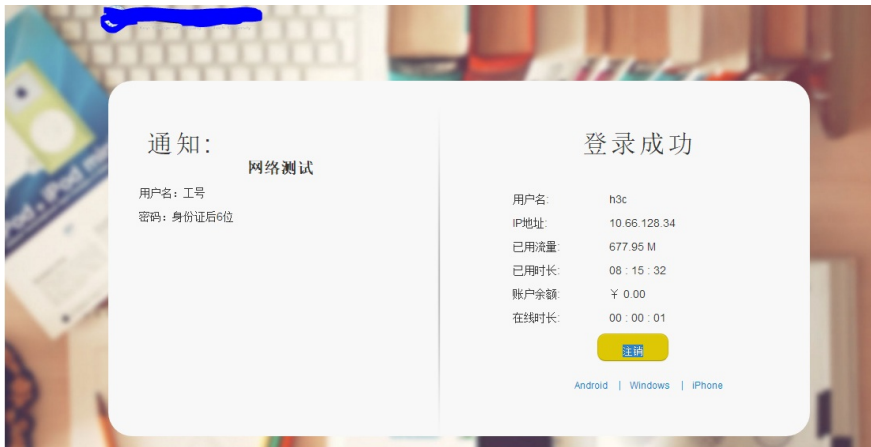 通知:
网络测试
用户名：工号
密码：身份证后6位
登录成功
用户名: h3c
IP地址: 10.66.128.34
已用流量: 677.95 M
已用时长: 08 : 15 : 32
账户余额: ￥ 0.00
在线时长: 00 : 00 : 01
注销
Android | Windows | iPhone